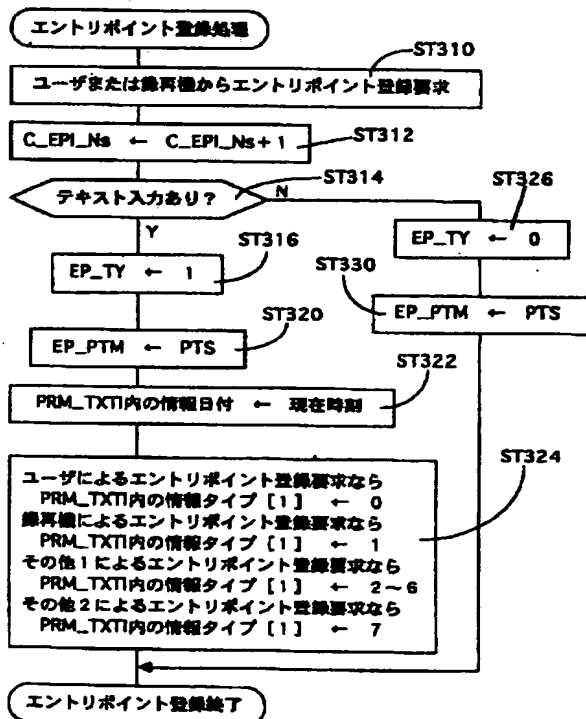 エントリポイント登録処理
ST310
ユーザまたは録再機からエントリポイント登録要求
C_EPI_Ns ← C_EPI_Ns+1
ST312
テキスト入力あり?
ST314
N
ST326
Y
EP_TY ← 0
ST316
EP_TY ← 1
ST330
EP_PTM ← PTS
ST320
EP_PTM ← PTS
ST322
PRM_TXTI内の情報日付 ← 現在時刻
ST324
ユーザによるエントリポイント登録要求なら
PRM_TXTI内の情報タイプ [1] ← 0
録再機によるエントリポイント登録要求なら
PRM_TXTI内の情報タイプ [1] ← 1
その他1によるエントリポイント登録要求なら
PRM_TXTI内の情報タイプ [1] ← 2～6
その他2によるエントリポイント登録要求なら
PRM_TXTI内の情報タイプ [1] ← 7
エントリポイント登録終了